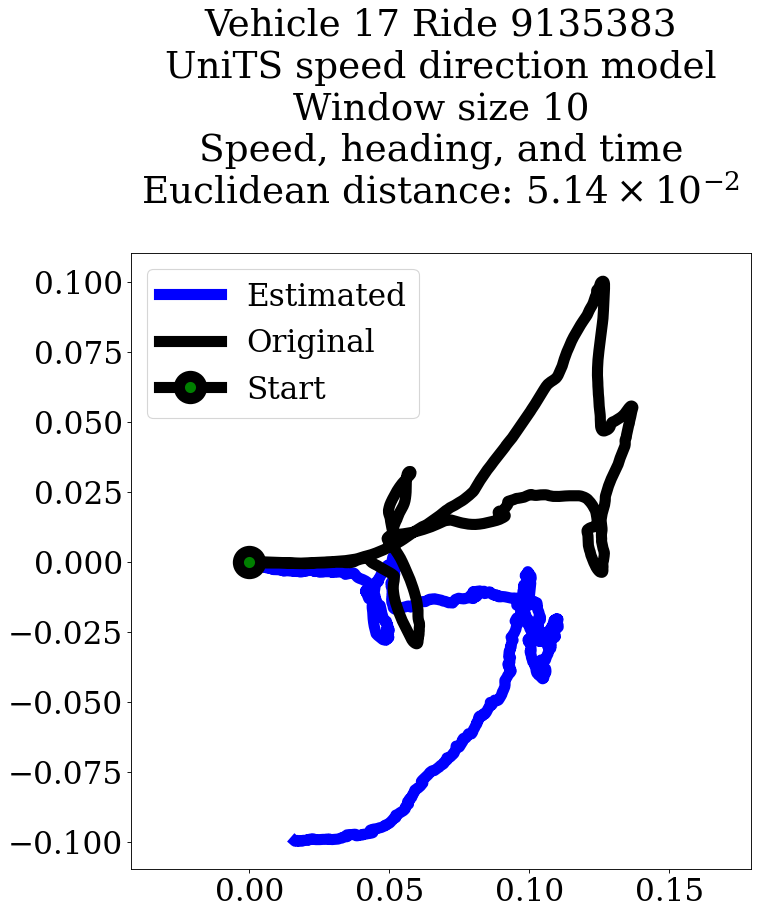 Vehicle 17 Ride 9135383
UniTS speed direction model
Window size 10
Speed, heading, and time
Euclidean distance: 5.14 × 10⁻²
Estimated
Original
Start
0.100
0.075
0.050
0.025
0.000
−0.025
−0.050
−0.075
−0.100
0.00 0.05 0.10 0.15